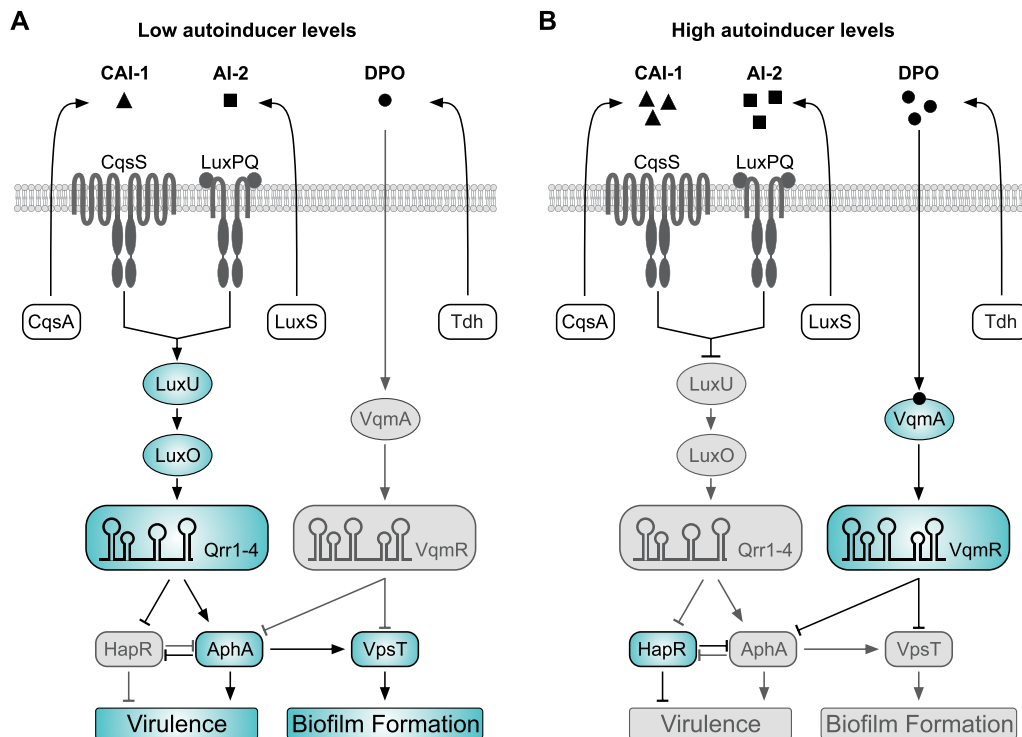 A
Low autoinducer levels
CAI-1
AI-2
DPO
CqsS
LuxPQ
CqsA
LuxS
Tdh
LuxU
VqmA
LuxO
Qrr1-4
VqmR
HapR
AphA
VpsT
Virulence
Biofilm Formation
B
High autoinducer levels
CAI-1
AI-2
DPO
CqsS
LuxPQ
CqsA
LuxS
Tdh
LuxU
VqmA
LuxO
Qrr1-4
VqmR
HapR
AphA
VpsT
Virulence
Biofilm Formation